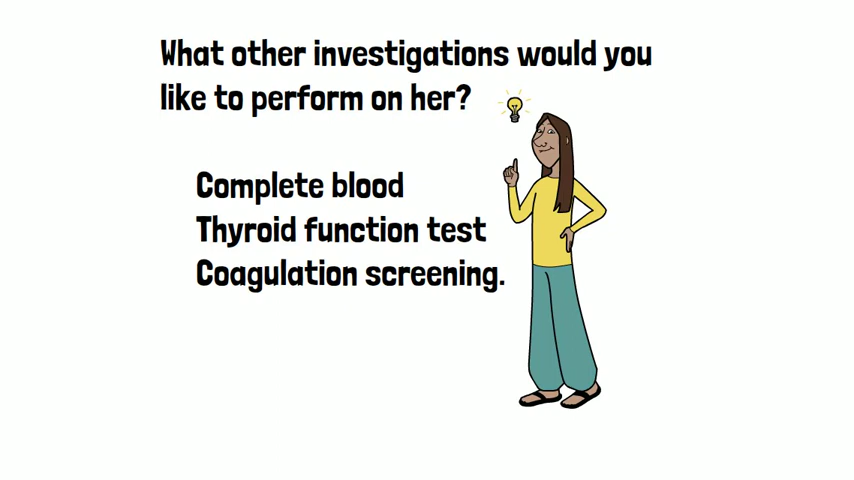 What other investigations would you
like to perform on her?
Complete blood
Thyroid function test
Coagulation screening.